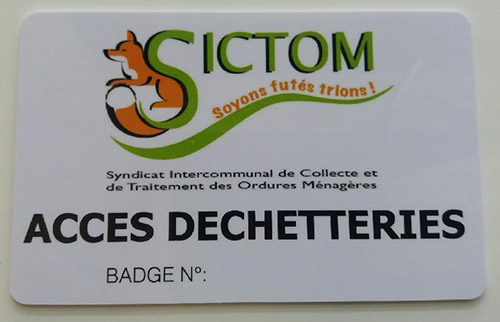 SICTOM
Soyons futés trions !
Syndicat Intercommunal de Collecte et
de Traitement des Ordures Ménagères
ACCES DECHETTERIES
BADGE N°: